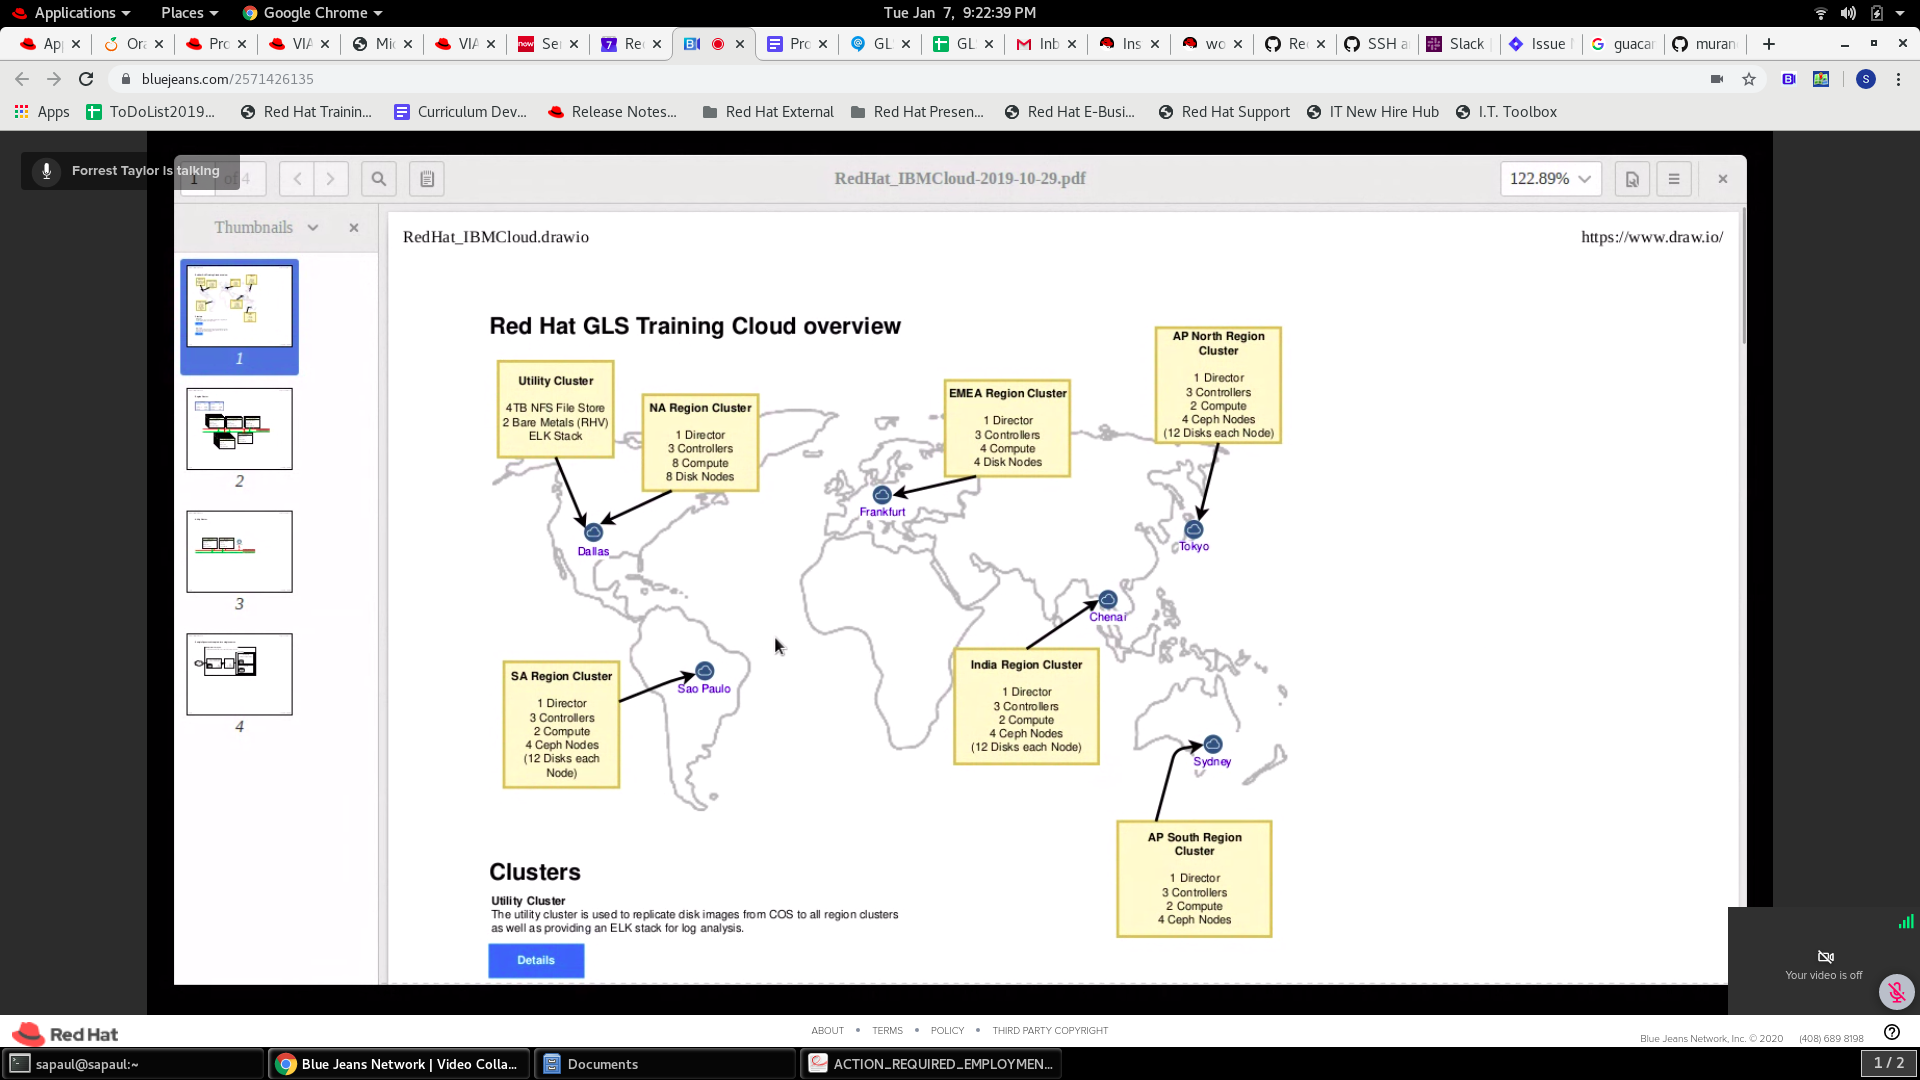 Applications
Places
Google Chrome
Tue Jan 7, 9:22:39 PM
Ap
Ora
Pro
VIA
Mic
VIA
now
Ser
7
Re
B
Pro
GL
GL
Inb
Ins
wo
Re
SSH a
Slack
Issue
guaca
muran
bluejeans.com/2571426135
S
Apps
ToDoList2019...
Red Hat Trainin...
Curriculum Dev...
Release Notes...
Red Hat External
Red Hat Presen...
Red Hat E-Busi...
Red Hat Support
IT New Hire Hub
I.T. Toolbox
Forrest Taylor is talking
1 of 4
RedHat_IBMCloud-2019-10-29.pdf
122.89%
Thumbnails
1
2
3
4
RedHat_IBMCloud.drawio
https://www.draw.io/
Red Hat GLS Training Cloud overview
Utility Cluster
4TB NFS File Store
2 Bare Metals (RHV)
ELK Stack
NA Region Cluster
1 Director
3 Controllers
8 Compute
8 Disk Nodes
EMEA Region Cluster
1 Director
3 Controllers
4 Compute
4 Disk Nodes
AP North Region
Cluster
1 Director
3 Controllers
2 Compute
4 Ceph Nodes
(12 Disks each Node)
Dallas
Frankfurt
Tokyo
Chenai
SA Region Cluster
1 Director
3 Controllers
2 Compute
4 Ceph Nodes
(12 Disks each
Node)
Sao Paulo
India Region Cluster
1 Director
3 Controllers
2 Compute
4 Ceph Nodes
(12 Disks each Node)
Sydney
AP South Region
Cluster
1 Director
3 Controllers
2 Compute
4 Ceph Nodes
Clusters
Utility Cluster
The utility cluster is used to replicate disk images from COS to all region clusters
as well as providing an ELK stack for log analysis.
Details
Your video is off
Red Hat
ABOUT • TERMS • POLICY • THIRD PARTY COPYRIGHT
Blue Jeans Network, Inc. © 2020 (408) 689 8198
sapaul@sapaul:~
Blue Jeans Network | Video Colla...
Documents
ACTION_REQUIRED_EMPLOYMEN...
1 / 2